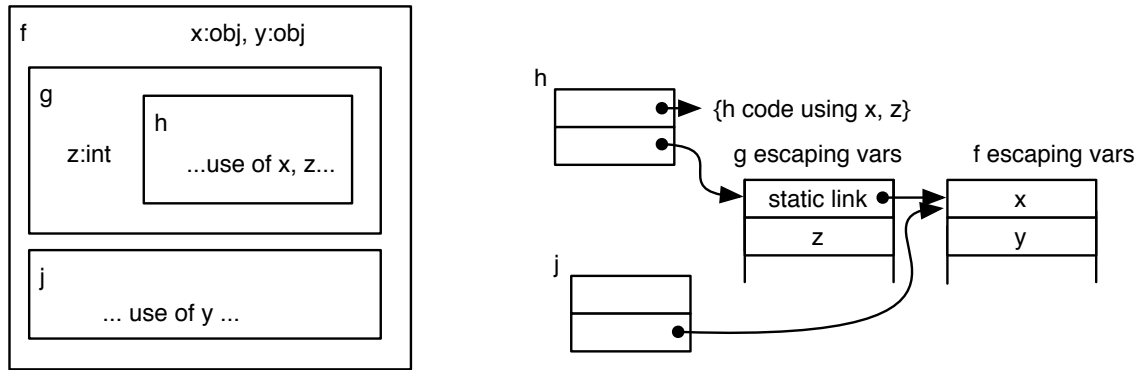 f
x:obj, y:obj
g
h
z:int
...use of x, z...
j
... use of y ...
h
{h code using x, z}
g escaping vars
f escaping vars
static link
x
z
y
j